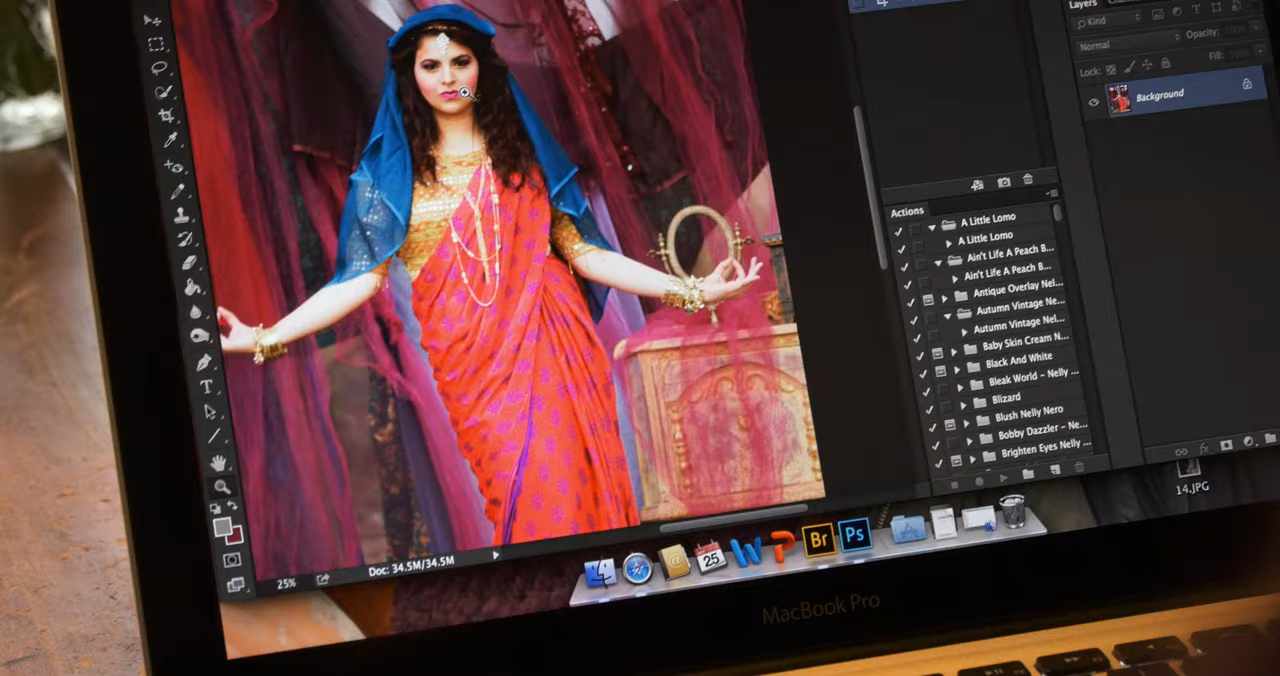 Layers
Kind
Normal
Opacity:
Fill:
Lock:
Background
Actions
A Little Lomo
A Little Lomo
Ain't Life A Peach B...
Ain't Life A Peach B...
Antique Overlay Nel...
Autumn Vintage Ne...
Autumn Vintage Nel...
Baby Skin Cream N...
Black And White
Bleak World - Nelly ...
Blizard
Blush Nelly Nero
Bobby Dazzler - Ne...
Brighten Eyes Nelly ...
T
fx
14.JPG
25%
Doc: 34.5M/34.5M
@
25
W
P
Br
Ps
MacBook Pro